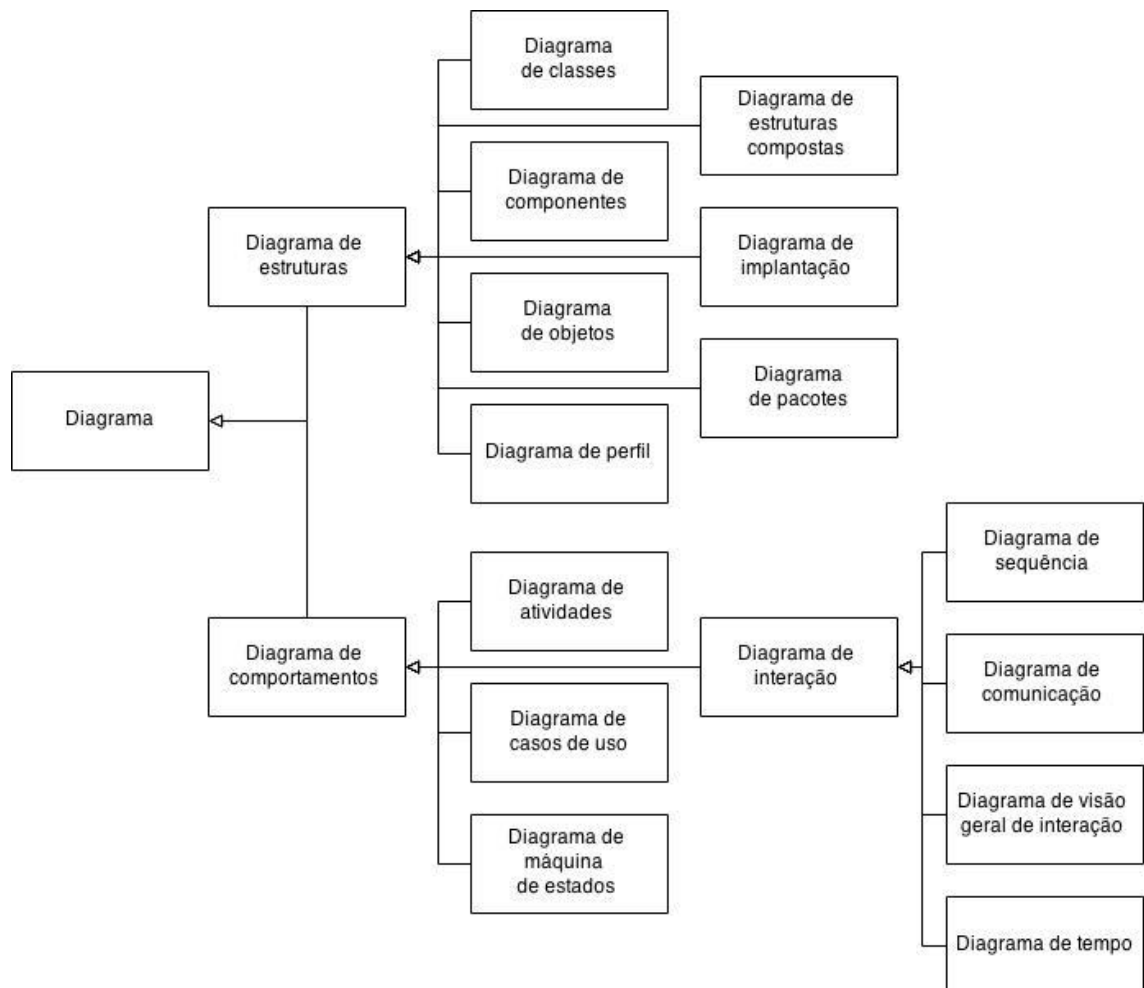 Diagrama
de classes
Diagrama de
estruturas
compostas
Diagrama de
componentes
Diagrama de
estruturas
Diagrama de
implantação
Diagrama
de objetos
Diagrama
de pacotes
Diagrama
Diagrama de perfil
Diagrama de
sequência
Diagrama de
atividades
Diagrama de
comportamentos
Diagrama de
interação
Diagrama de
comunicação
Diagrama de
casos de uso
Diagrama de visão
geral de interação
Diagrama de
máquina
de estados
Diagrama de tempo